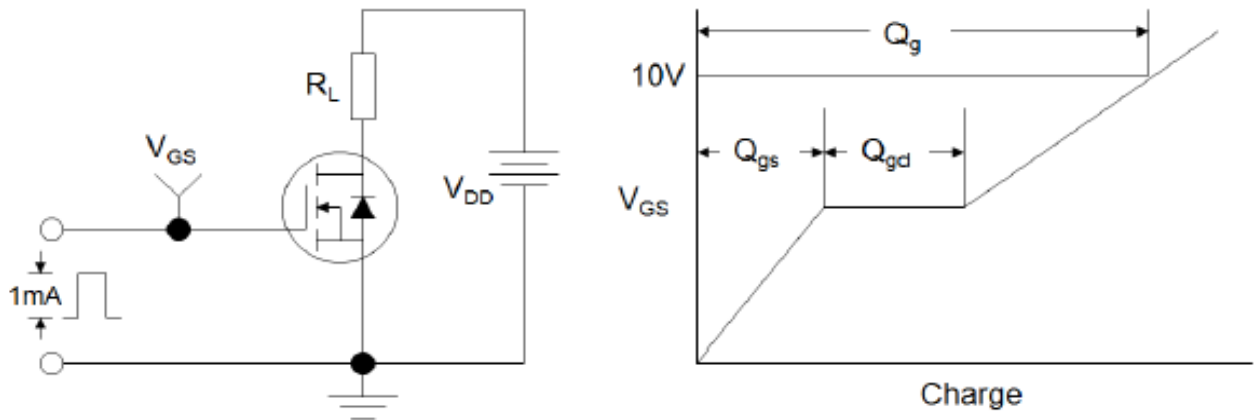 R_L
V_GS
V_DD
1mA
Q_g
10V
Q_gs
Q_gd
V_GS
Charge